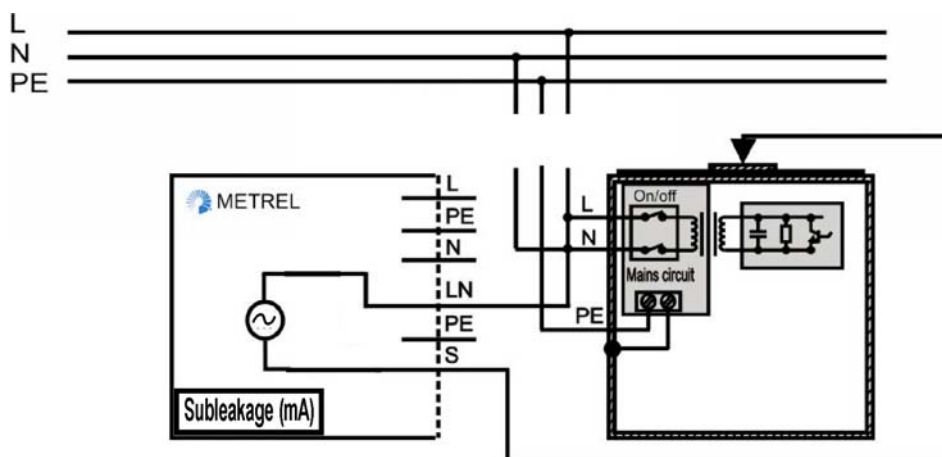 L
N
PE
METREL
L
PE
N
LN
PE
S
Subleakage (mA)
On/off
L
N
Mains circuit
PE